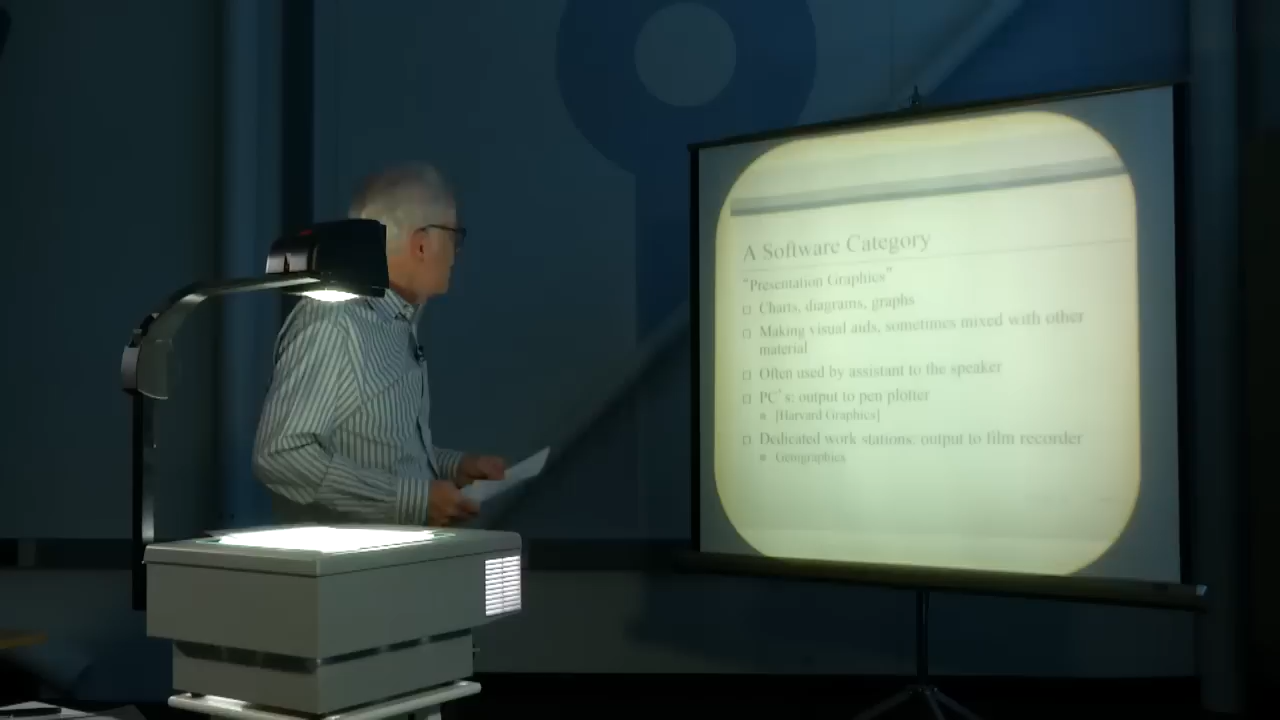 A Software Category
"Presentation Graphics"
Charts, diagrams, graphs
Making visual aids, sometimes mixed with other
material
Often used by assistant to the speaker
PC's: output to pen plotter
[Harvard Graphics]
Dedicated work stations: output to film recorder
Genigraphics